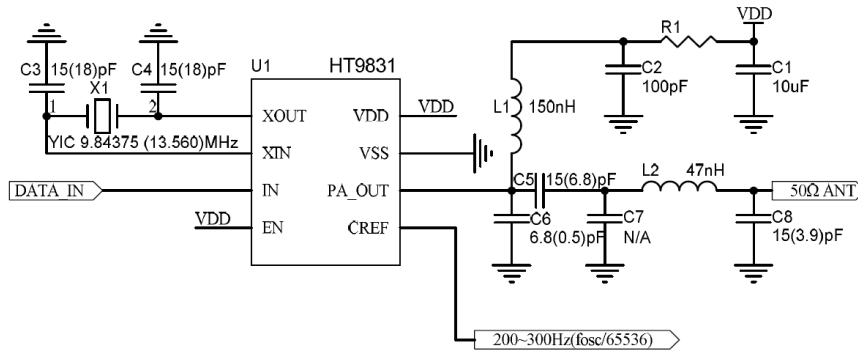 VDD
R1
U1 HT9831
C3 15(18)pF C4 15(18)pF
X1
1 2
YIC 9.84375 (13.560)MHz
C2
100pF
C1
10uF
L1 150nH
XOUT VDD VDD
XIN VSS
DATA_IN IN PA_OUT
VDD EN CREF
C5 15(6.8)pF
L2 47nH
50Ω ANT
C6
6.8(0.5)pF
C7
N/A
C8
15(3.9)pF
200~300Hz(fosc/65536)